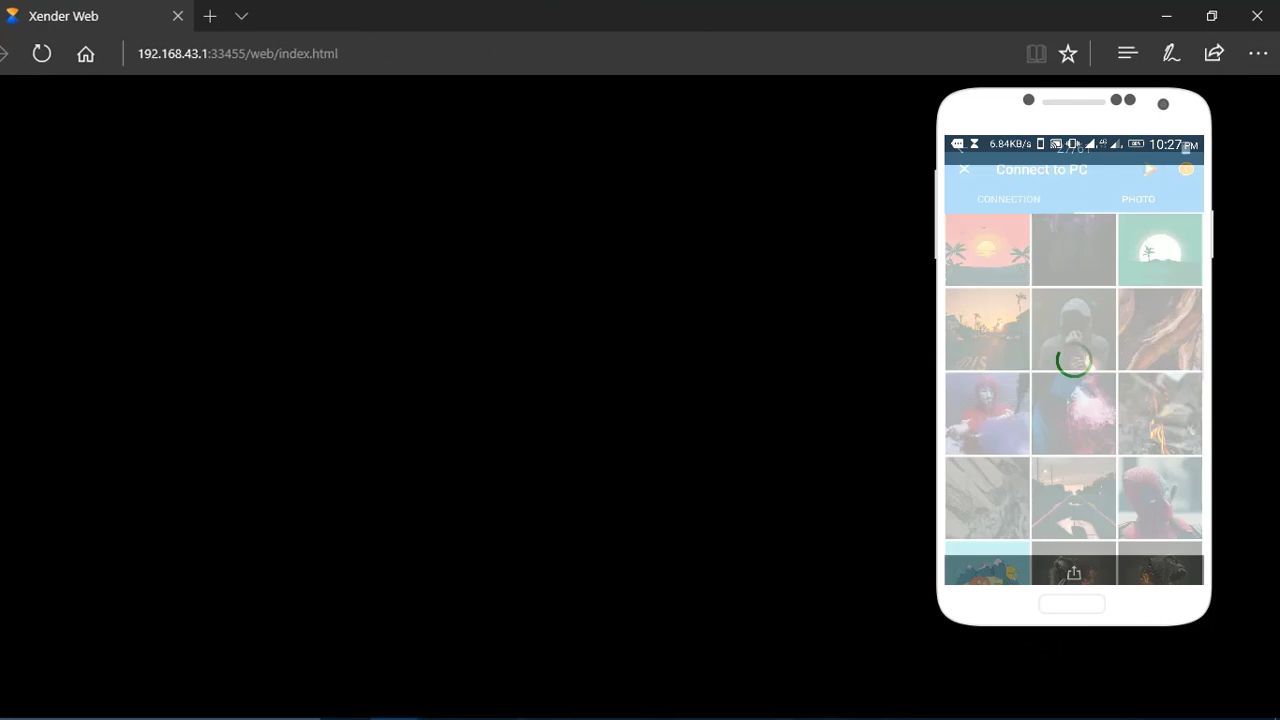 Xender Web
192.168.43.1:33455/web/index.html
6.84KB/s
10:27 PM
Connect to PC
CONNECTION
PHOTO